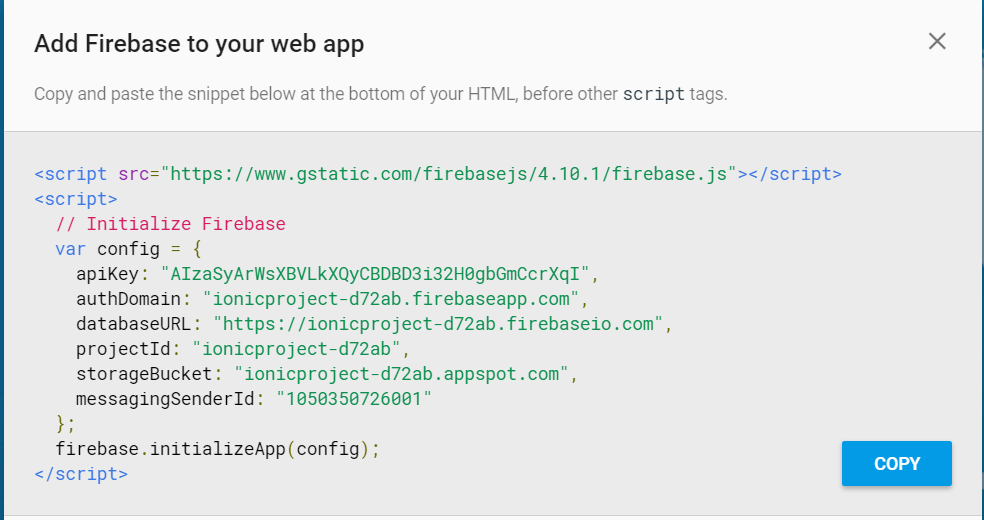 Add Firebase to your web app
Copy and paste the snippet below at the bottom of your HTML, before other script tags.
<script src="https://www.gstatic.com/firebasejs/4.10.1/firebase.js"></script>
<script>
  // Initialize Firebase
  var config = {
    apiKey: "AIzaSyArWsXBVLkXQyCBDBD3i32H0gbGmCcrXqI",
    authDomain: "ionicproject-d72ab.firebaseapp.com",
    databaseURL: "https://ionicproject-d72ab.firebaseio.com",
    projectId: "ionicproject-d72ab",
    storageBucket: "ionicproject-d72ab.appspot.com",
    messagingSenderId: "1050350726001"
  };
  firebase.initializeApp(config);
</script>
COPY